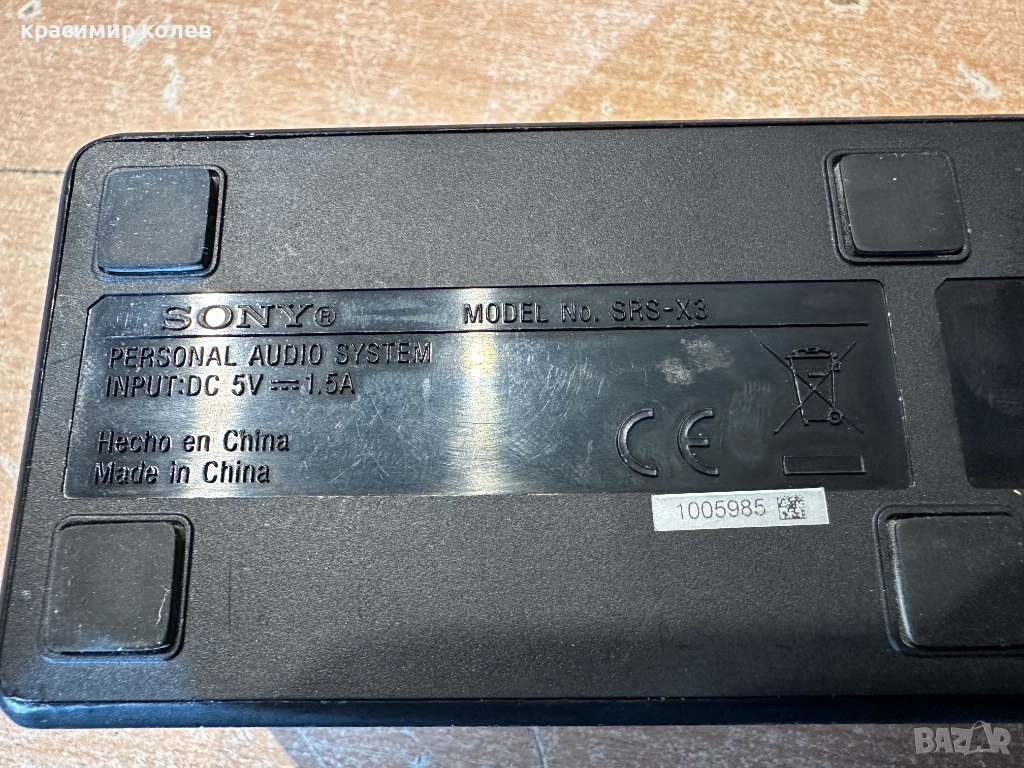 красимир колев
SONY® MODEL No. SRS-X3
PERSONAL AUDIO SYSTEM
INPUT:DC 5V ⎓ 1.5A
Hecho en China
Made in China
CE
1005985
BAZAR